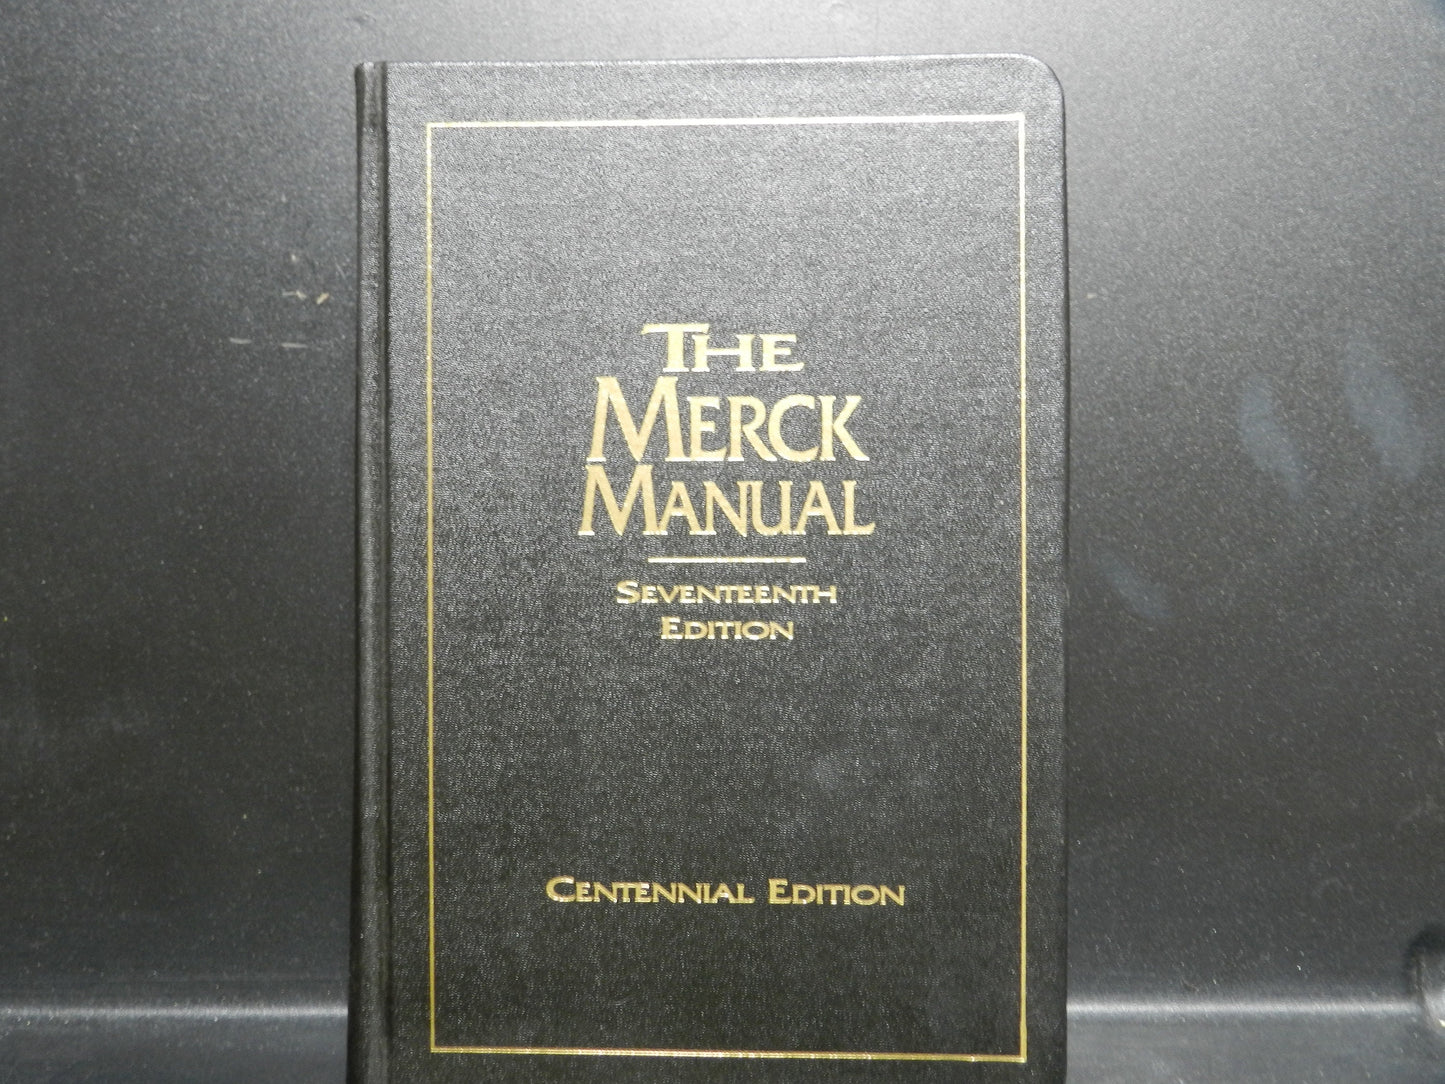 THE
MERCK
MANUAL
SEVENTEENTH
EDITION
CENTENNIAL EDITION